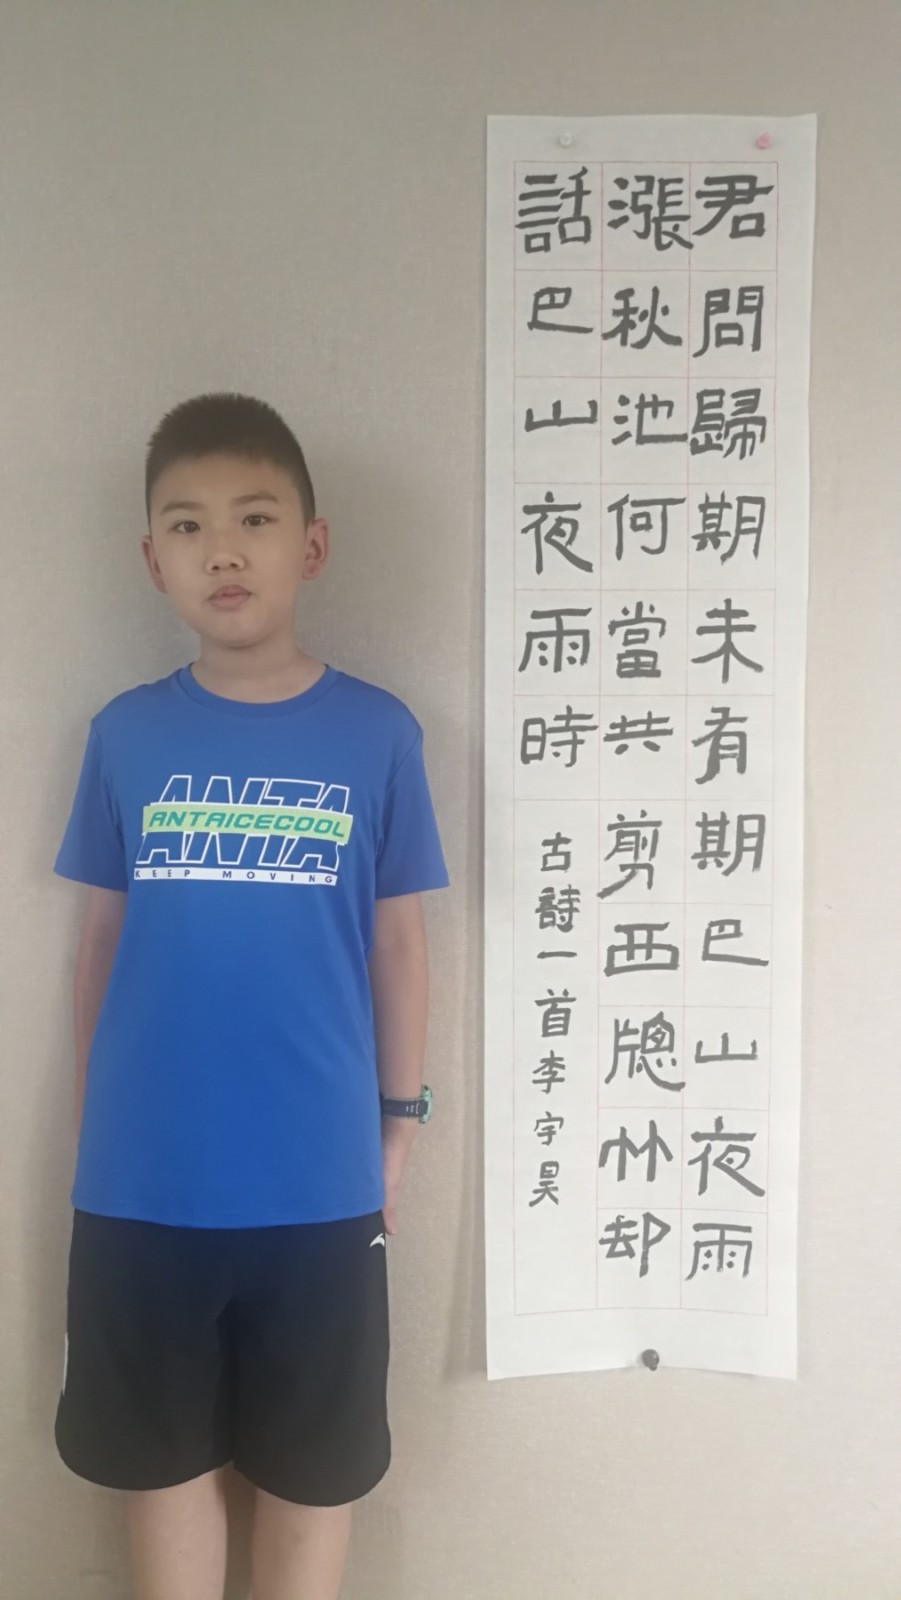 君問歸期未有期巴山夜雨
漲秋池何當共剪西牕竹却
話巴山夜雨時
古詩一首李宇昊
ANTA
ANTAICECOOL
ANTA
KEEP MOVING